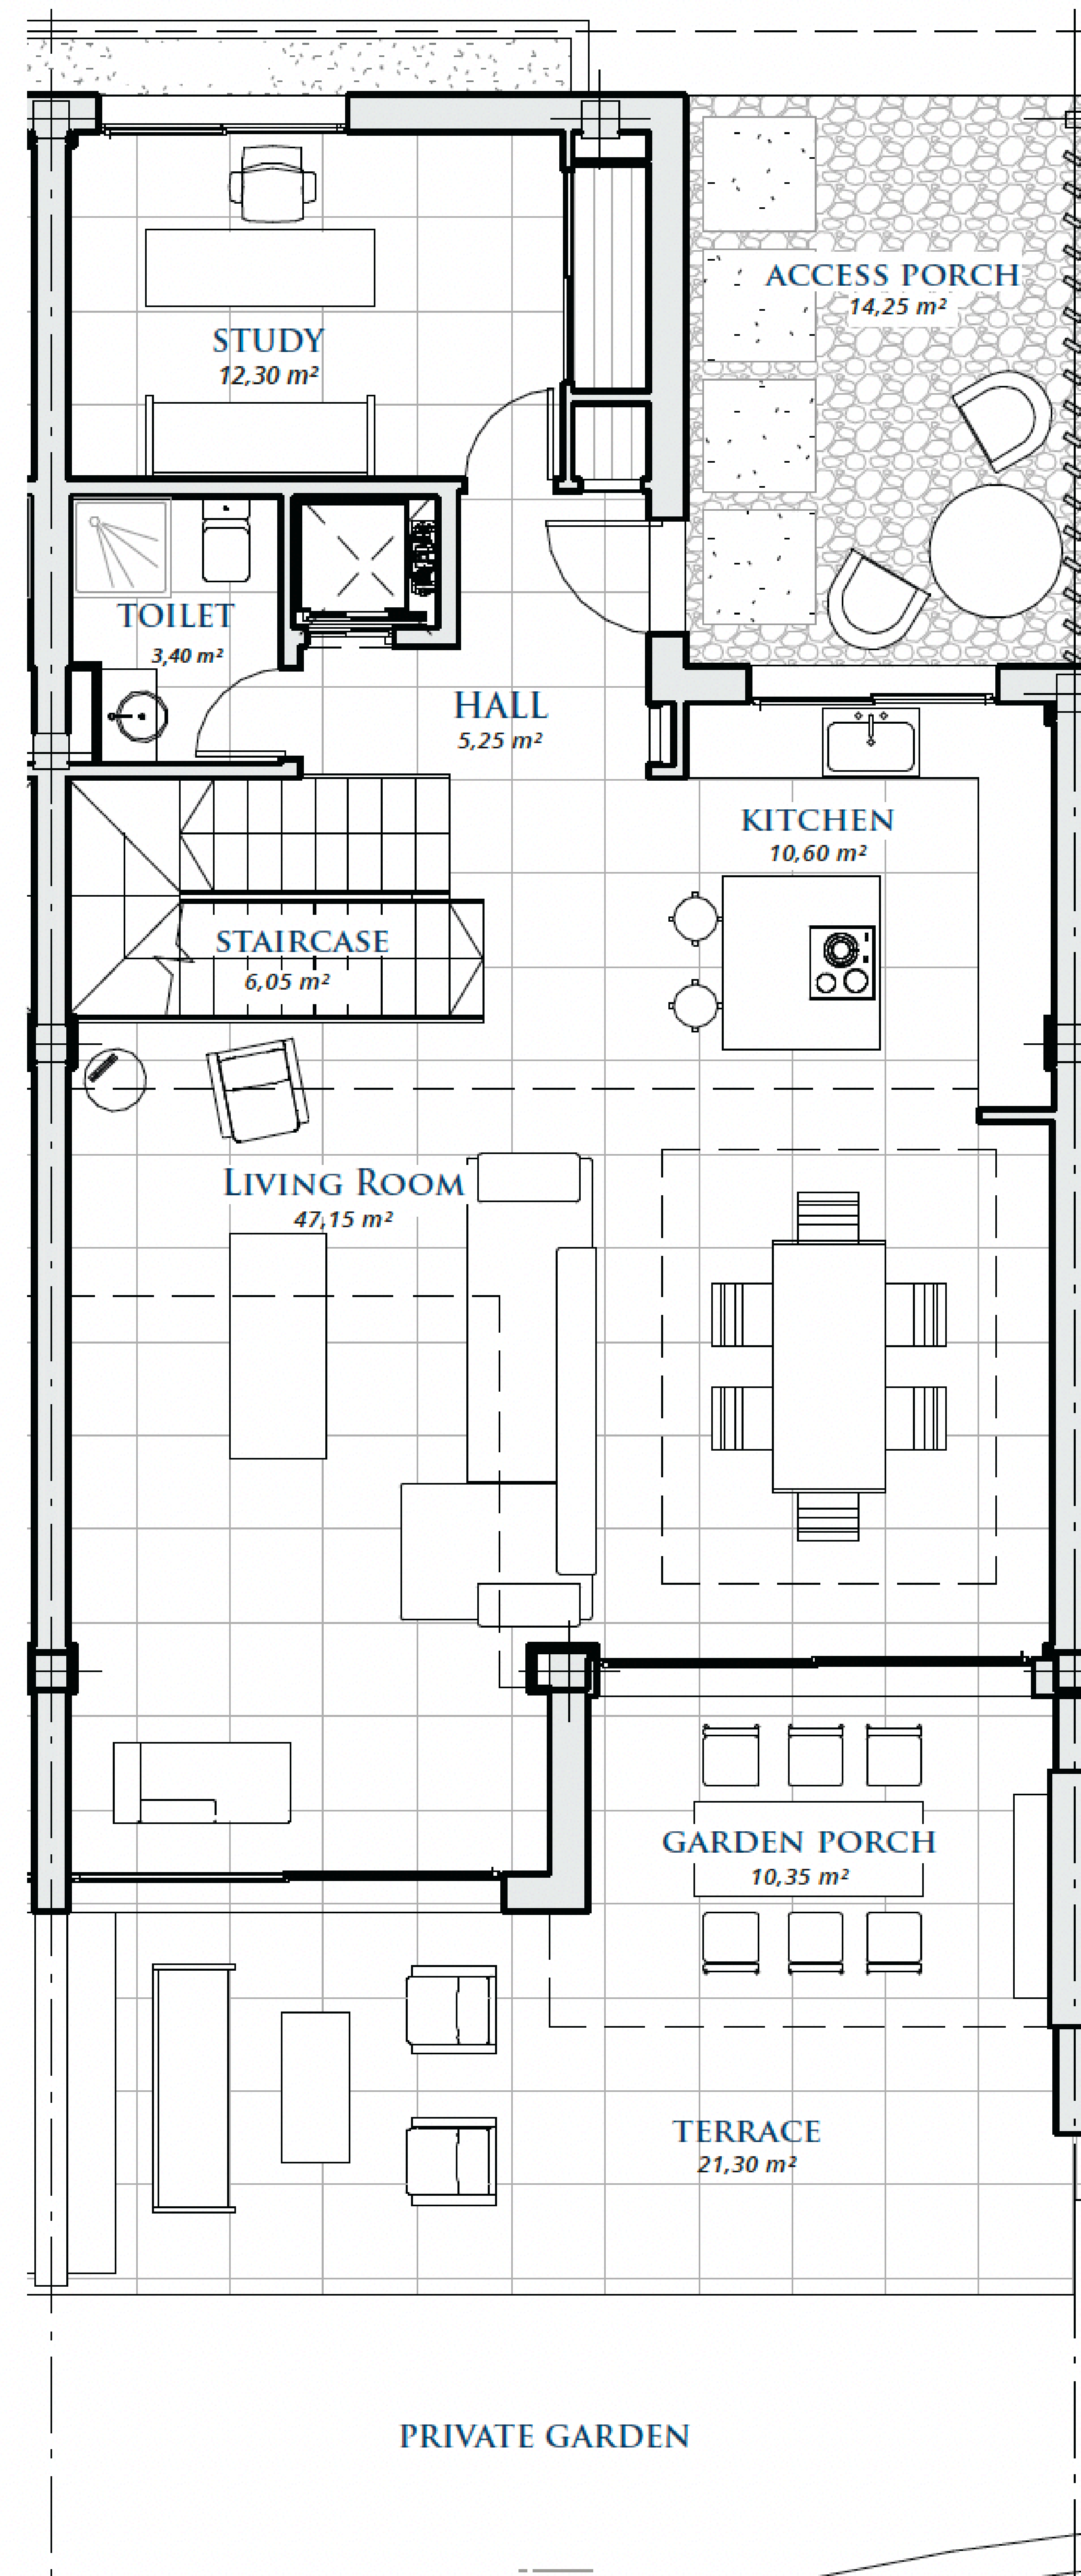 ACCESS PORCH
14,25 m²
STUDY
12,30 m²
TOILET
3,40 m²
HALL
5,25 m²
KITCHEN
10,60 m²
STAIRCASE
6,05 m²
LIVING ROOM
47,15 m²
GARDEN PORCH
10,35 m²
TERRACE
21,30 m²
PRIVATE GARDEN